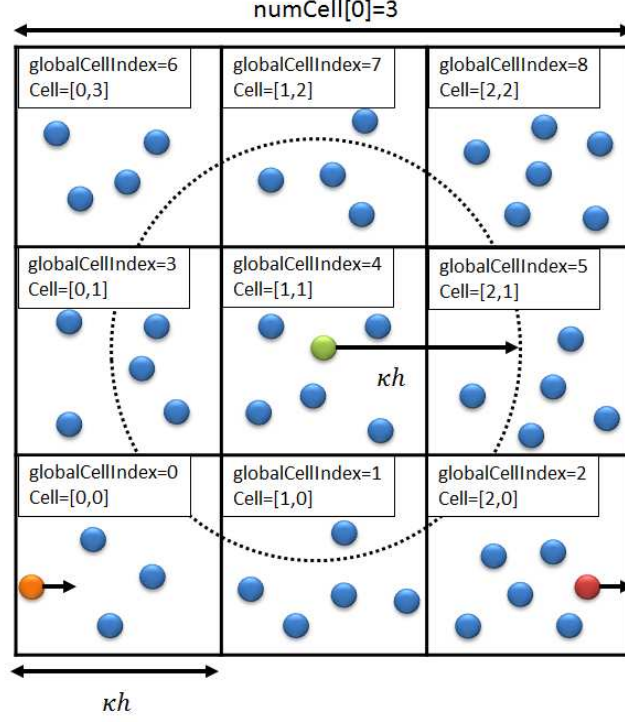 numCell[0]=3
globalCellIndex=6
Cell=[0,3]
globalCellIndex=7
Cell=[1,2]
globalCellIndex=8
Cell=[2,2]
globalCellIndex=3
Cell=[0,1]
globalCellIndex=4
Cell=[1,1]
globalCellIndex=5
Cell=[2,1]
κh
globalCellIndex=0
Cell=[0,0]
globalCellIndex=1
Cell=[1,0]
globalCellIndex=2
Cell=[2,0]
κh